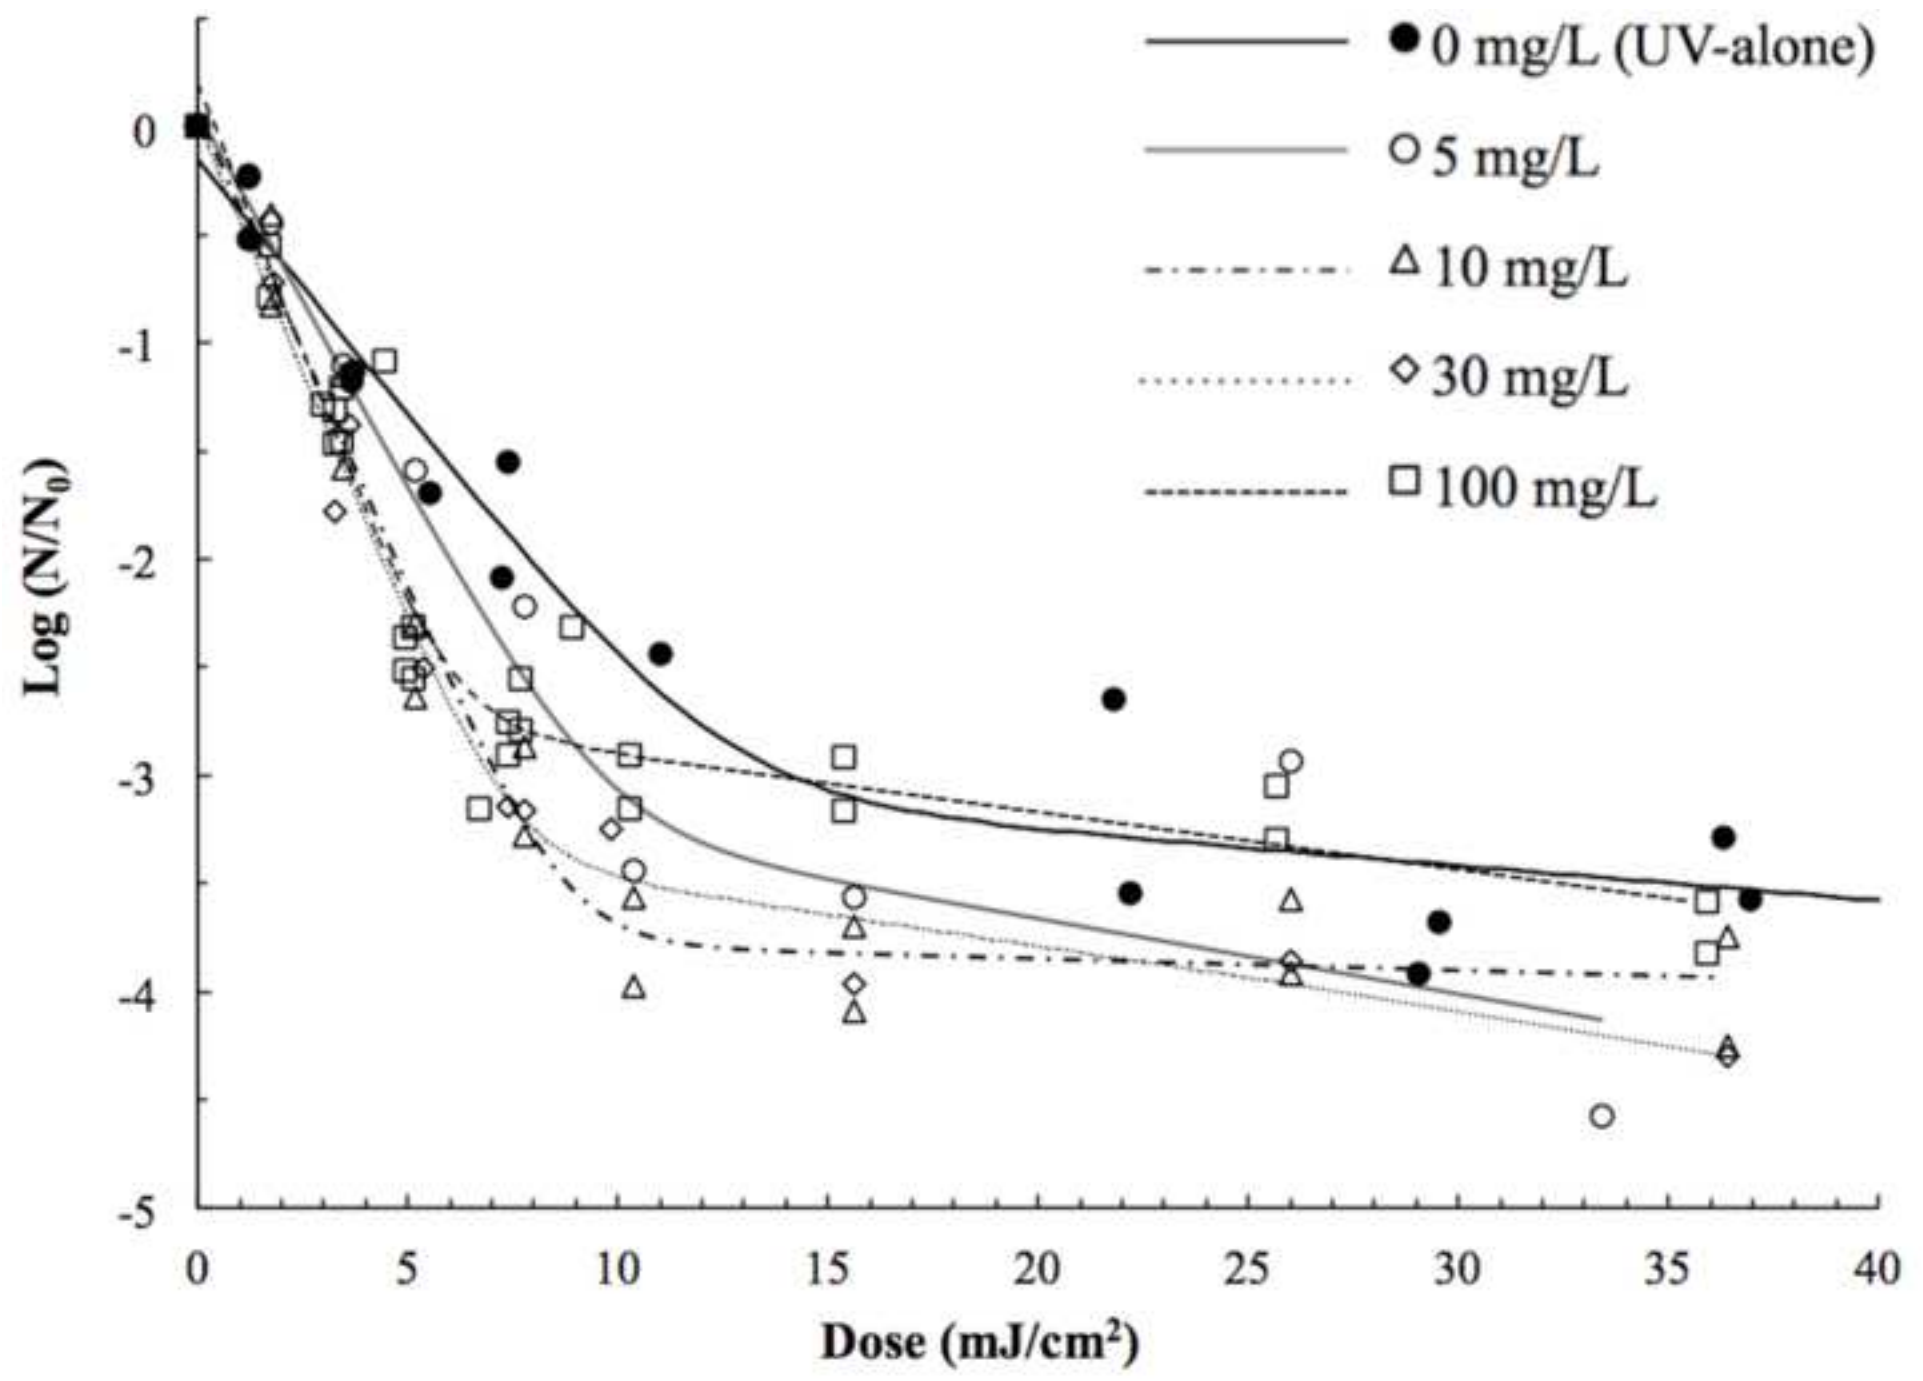 0 mg/L (UV-alone)
5 mg/L
10 mg/L
30 mg/L
100 mg/L
Log (N/N₀)
0
-1
-2
-3
-4
-5
0 5 10 15 20 25 30 35 40
Dose (mJ/cm²)